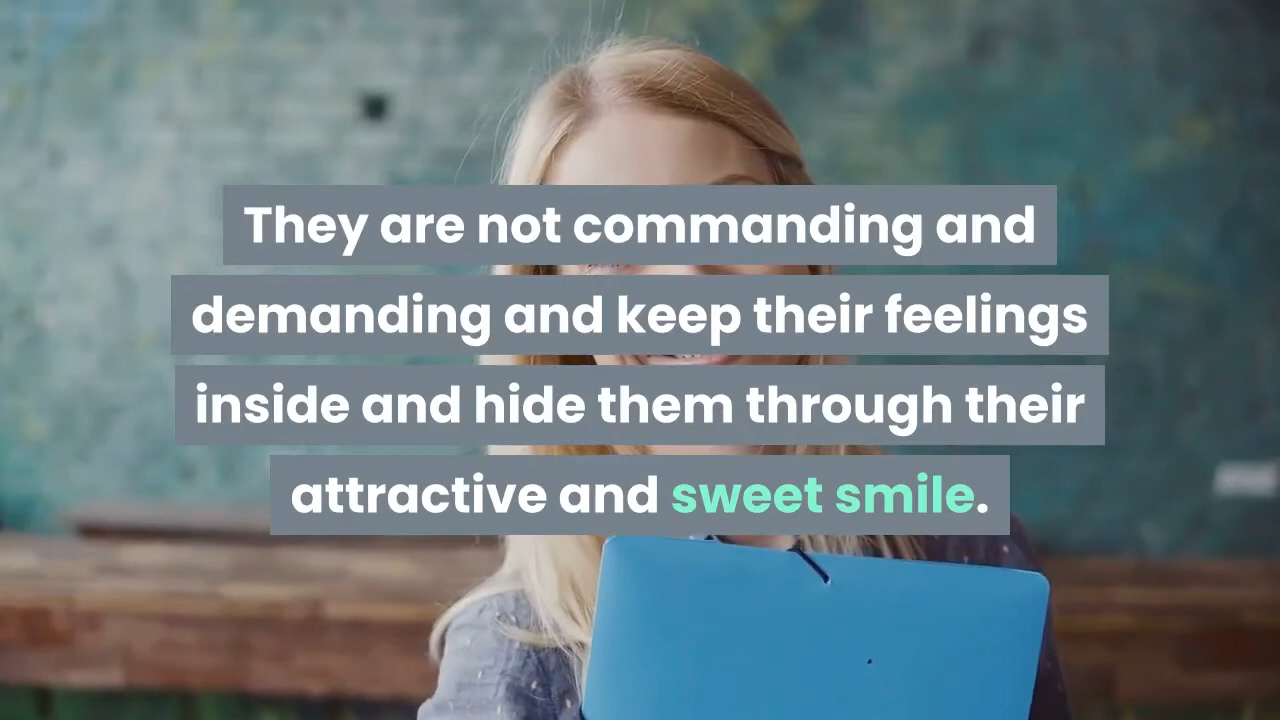 They are not commanding and
demanding and keep their feelings
inside and hide them through their
attractive and sweet smile.